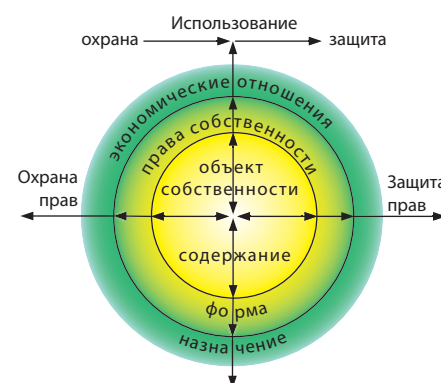 Использование
охрана защита
экономические отношения
права собственности
объект
собственности
Охрана
прав
Защита
прав
содержание
форма
назначение